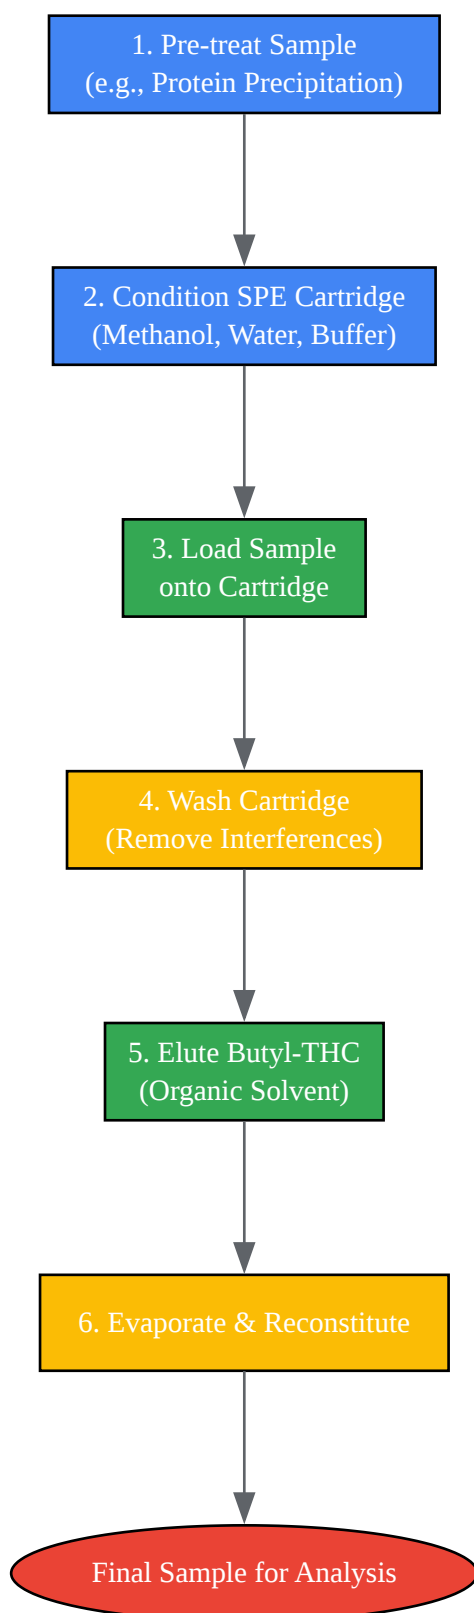 1. Pre-treat Sample
(e.g., Protein Precipitation)
2. Condition SPE Cartridge
(Methanol, Water, Buffer)
3. Load Sample
onto Cartridge
4. Wash Cartridge
(Remove Interferences)
5. Elute Butyl-THC
(Organic Solvent)
6. Evaporate & Reconstitute
Final Sample for Analysis